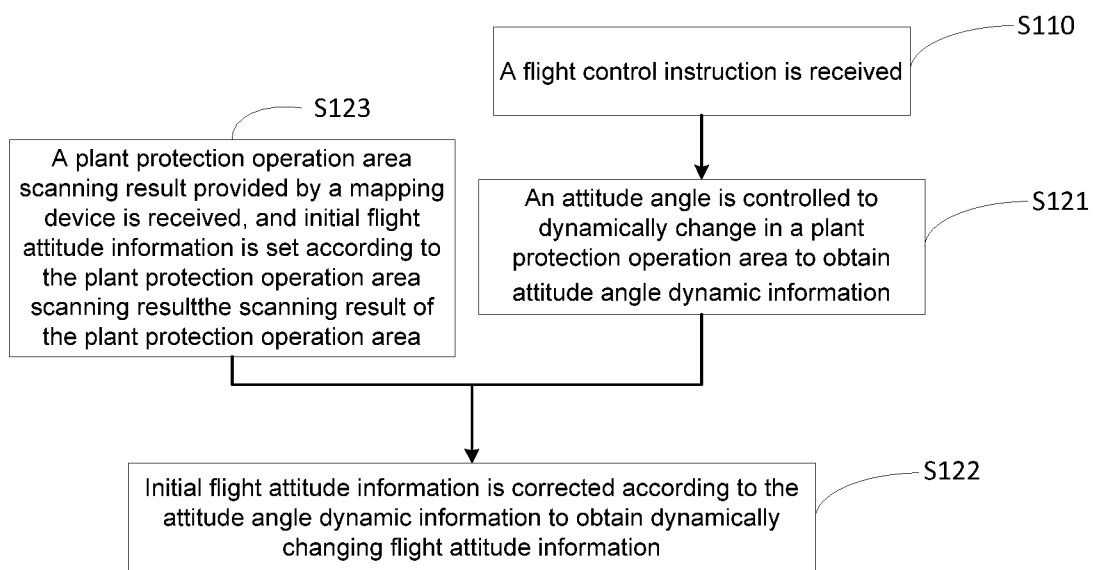 S110
A flight control instruction is received
S123
A plant protection operation area
scanning result provided by a mapping
device is received, and initial flight
attitude information is set according to
the plant protection operation area
scanning resultthe scanning result of
the plant protection operation area
S121
An attitude angle is controlled to
dynamically change in a plant
protection operation area to obtain
attitude angle dynamic information
S122
Initial flight attitude information is corrected according to the
attitude angle dynamic information to obtain dynamically
changing flight attitude information